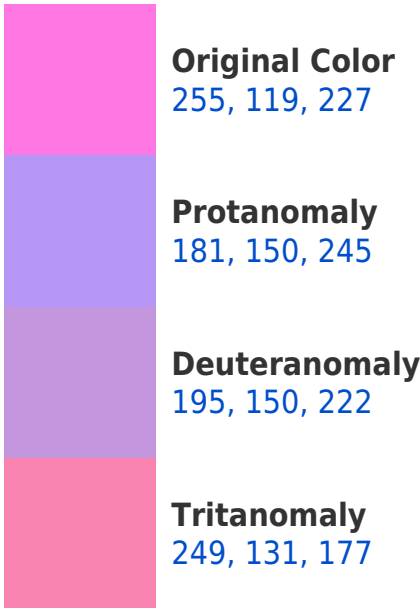 Original Color
255, 119, 227
Protanomaly
181, 150, 245
Deuteranomaly
195, 150, 222
Tritanomaly
249, 131, 177